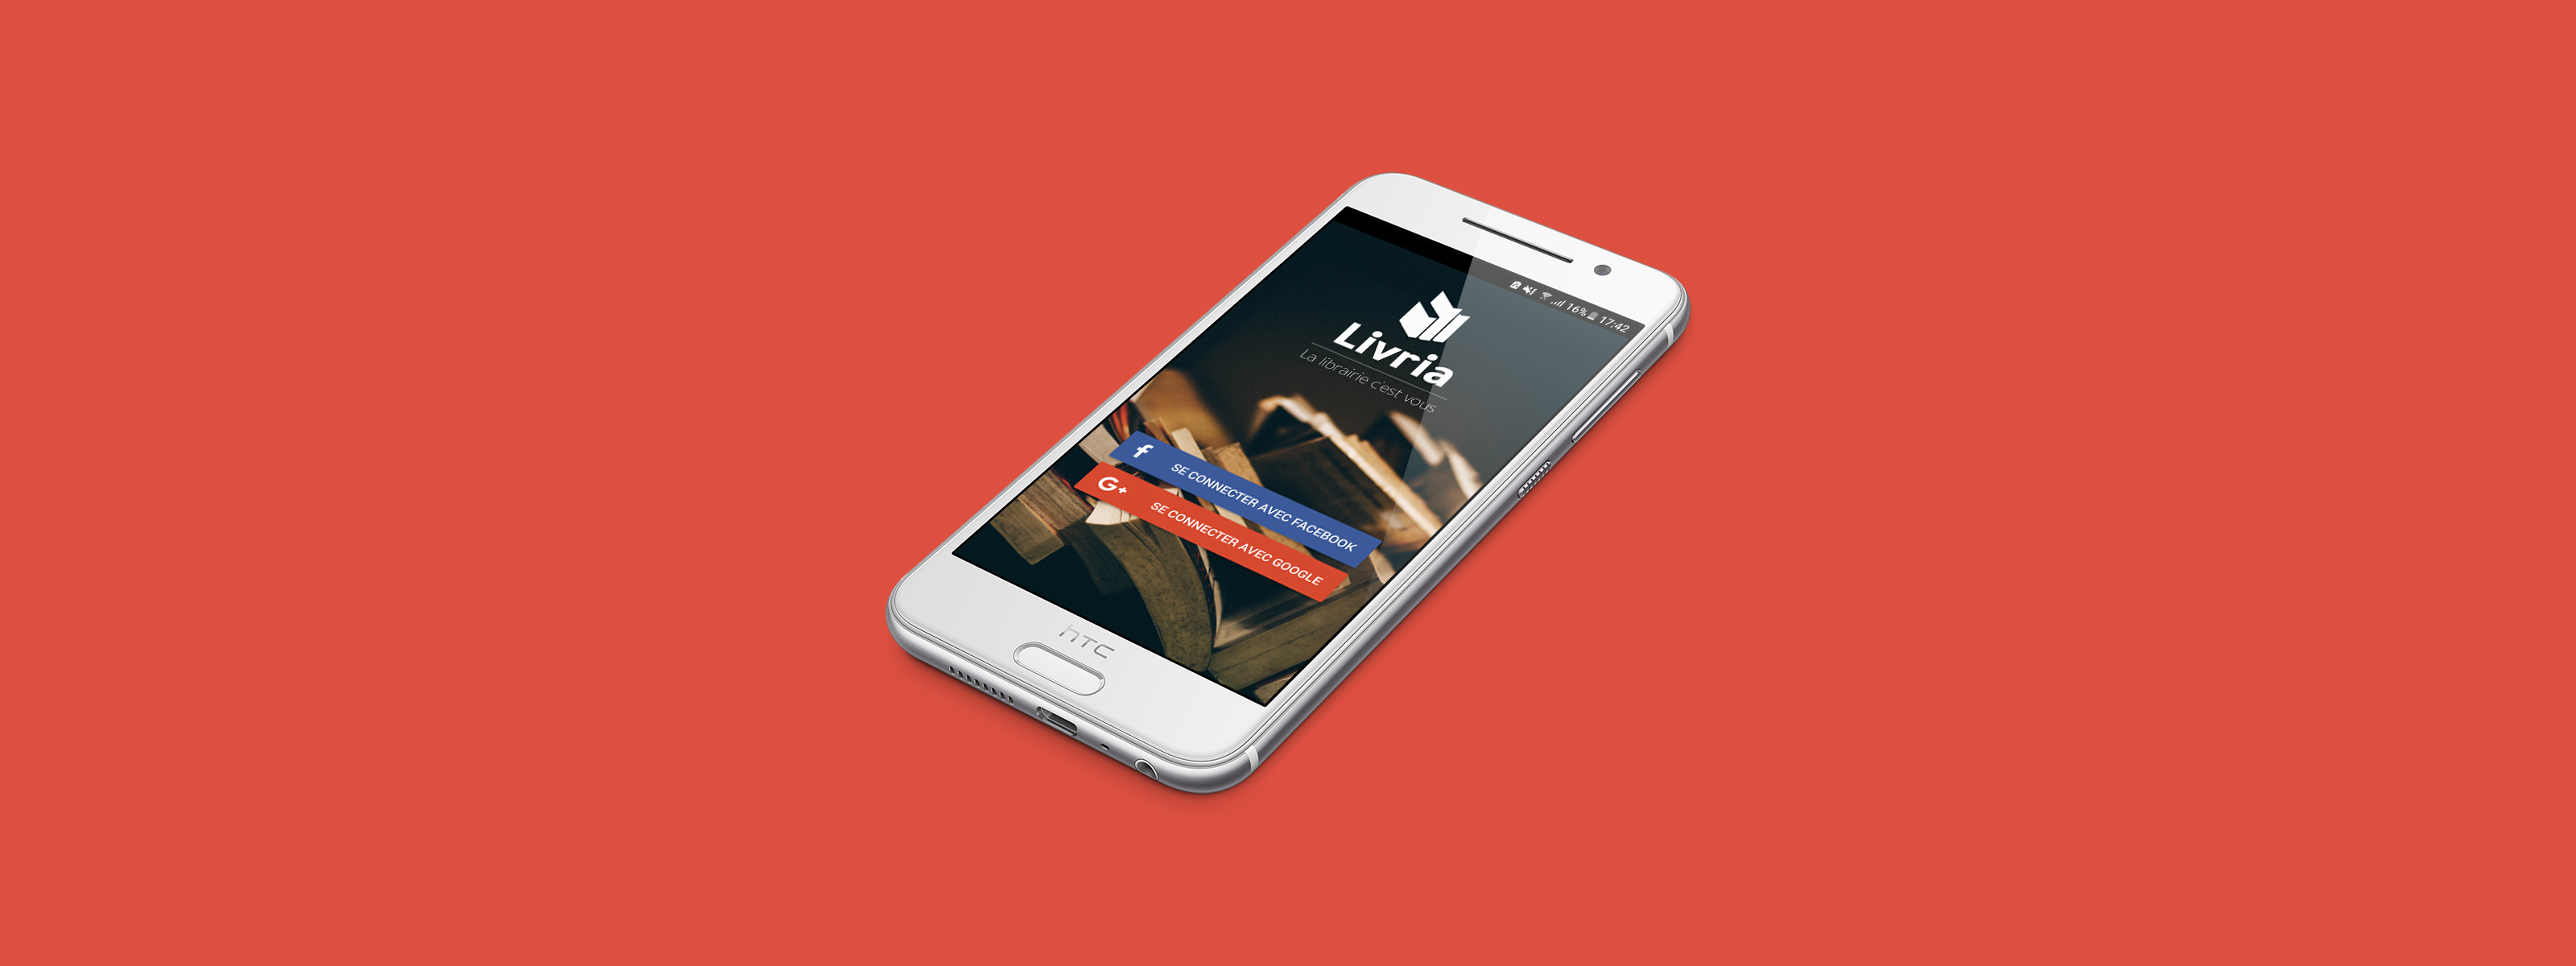 16% 17:42
Livria
La librairie c'est vous
f SE CONNECTER AVEC FACEBOOK
G+ SE CONNECTER AVEC GOOGLE
hTC